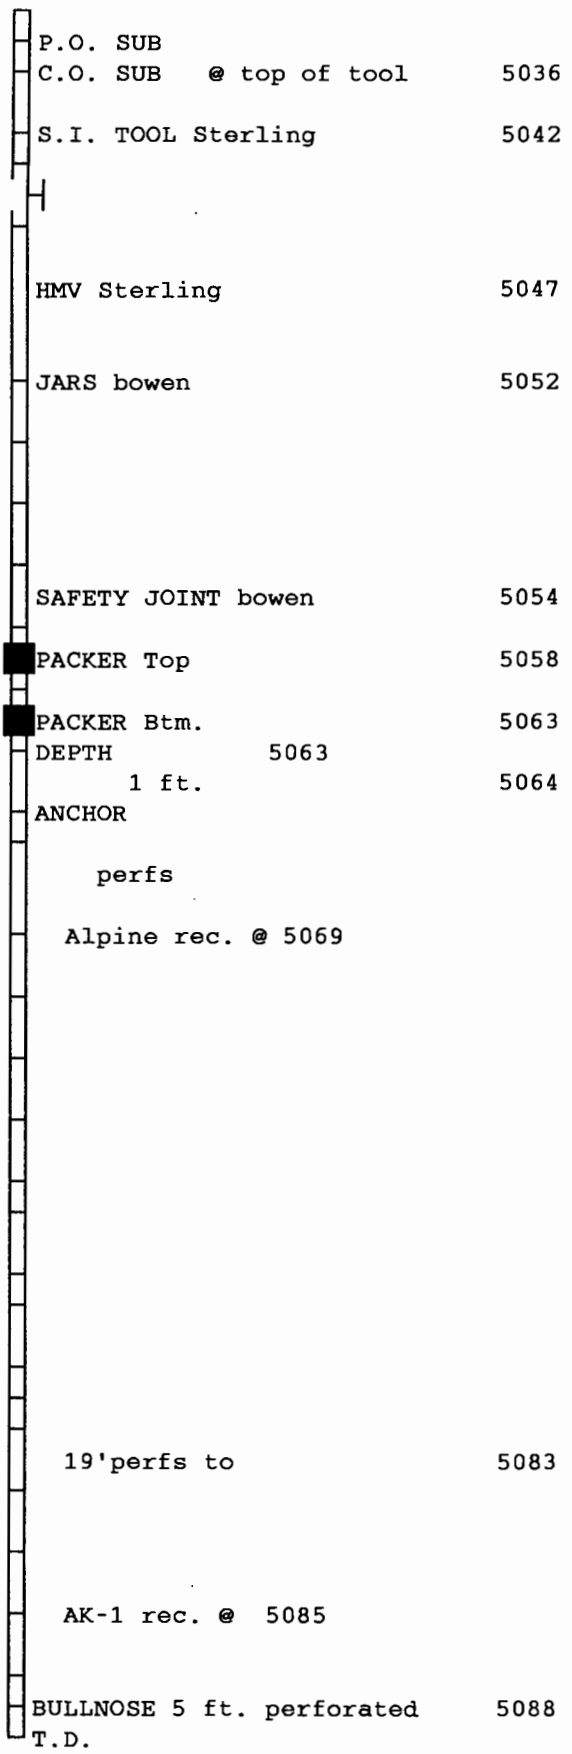 P.O. SUB
C.O. SUB @ top of tool 5036
S.I. TOOL Sterling 5042
HMV Sterling 5047
JARS bowen 5052
SAFETY JOINT bowen 5054
PACKER Top 5058
PACKER Btm. 5063
DEPTH 5063
1 ft. 5064
ANCHOR
perfs
Alpine rec. @ 5069
19'perfs to 5083
AK-1 rec. @ 5085
BULLNOSE 5 ft. perforated 5088
T.D.